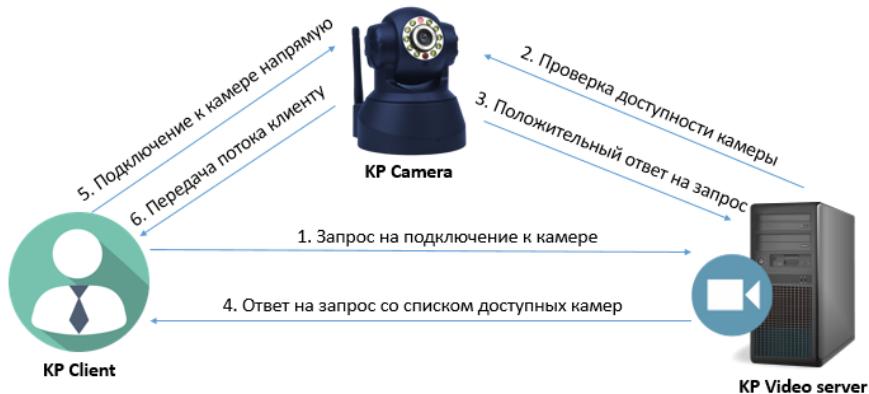 5. Подключение к камере напрямую
6. Передача потока клиенту
2. Проверка доступности камеры
3. Положительный ответ на запрос
KP Camera
1. Запрос на подключение к камере
4. Ответ на запрос со списком доступных камер
KP Client
KP Video server